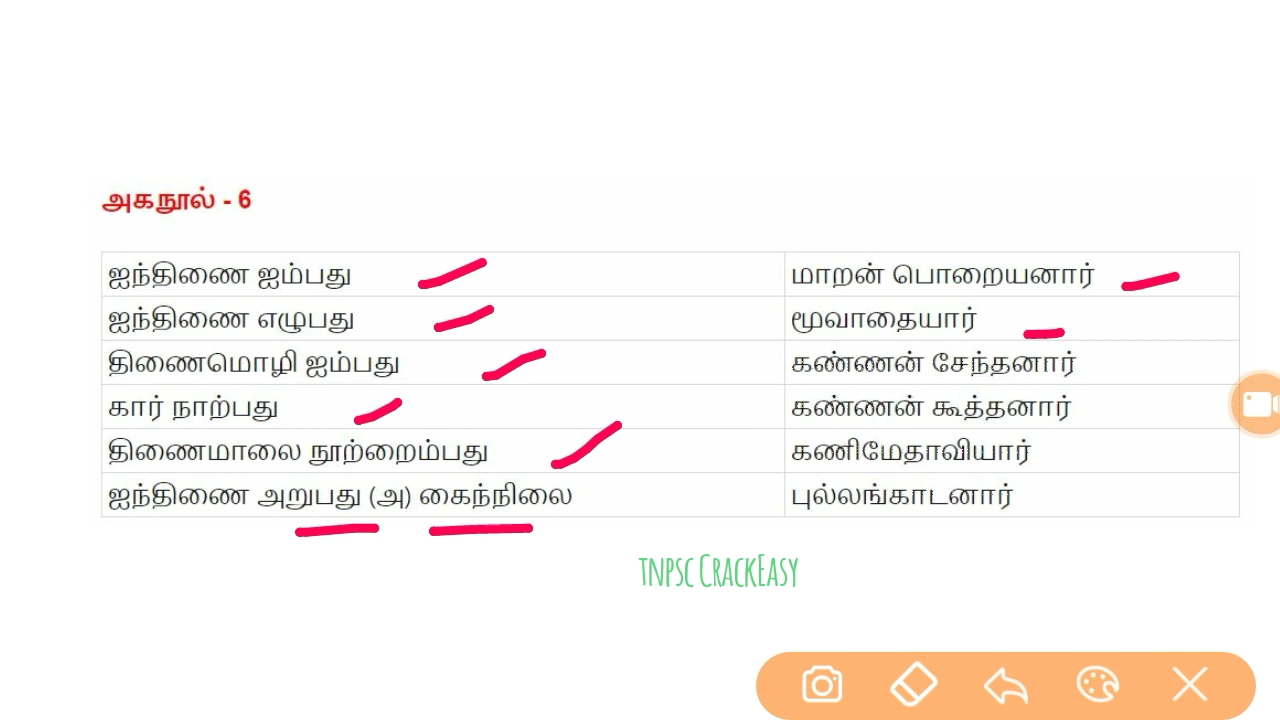 அகநூல் - 6
ஐந்திணை ஐம்பது மாறன் பொறையனார்
ஐந்திணை எழுபது மூவாதையார்
திணைமொழி ஐம்பது கண்ணன் சேந்தனார்
கார் நாற்பது கண்ணன் கூத்தனார்
திணைமாலை நூற்றைம்பது கணிமேதாவியார்
ஐந்திணை அறுபது (அ) கைந்நிலை புல்லங்காடனார்
TNPSC CRACKEASY